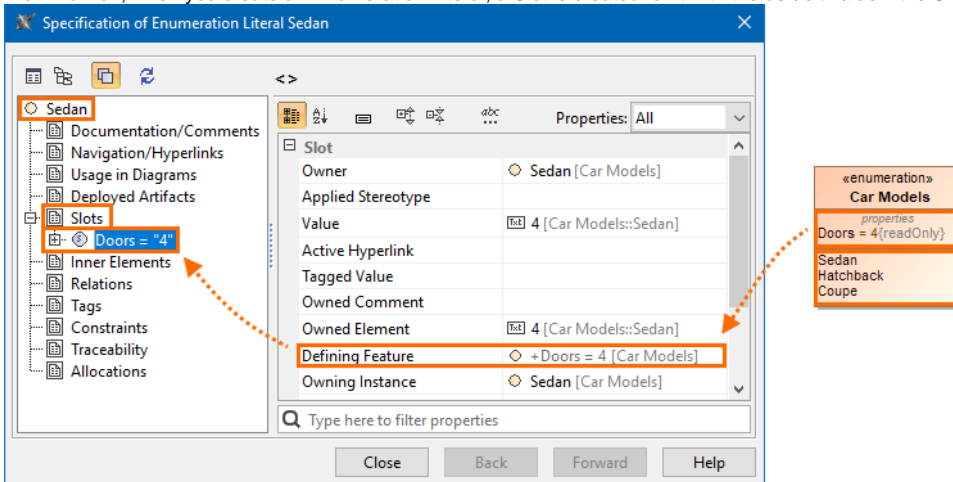 Specification of Enumeration Literal Sedan
<>
Sedan
Documentation/Comments
Navigation/Hyperlinks
Usage in Diagrams
Deployed Artifacts
Slots
Doors = "4"
Inner Elements
Relations
Tags
Constraints
Traceability
Allocations
Properties: All
Slot
Owner Sedan [Car Models]
Applied Stereotype
Value 4 [Car Models::Sedan]
Active Hyperlink
Tagged Value
Owned Comment
Owned Element 4 [Car Models::Sedan]
Defining Feature +Doors = 4 [Car Models]
Owning Instance Sedan [Car Models]
Type here to filter properties
Close Back Forward Help
«enumeration»
Car Models
properties
Doors = 4{readOnly}
Sedan
Hatchback
Coupe